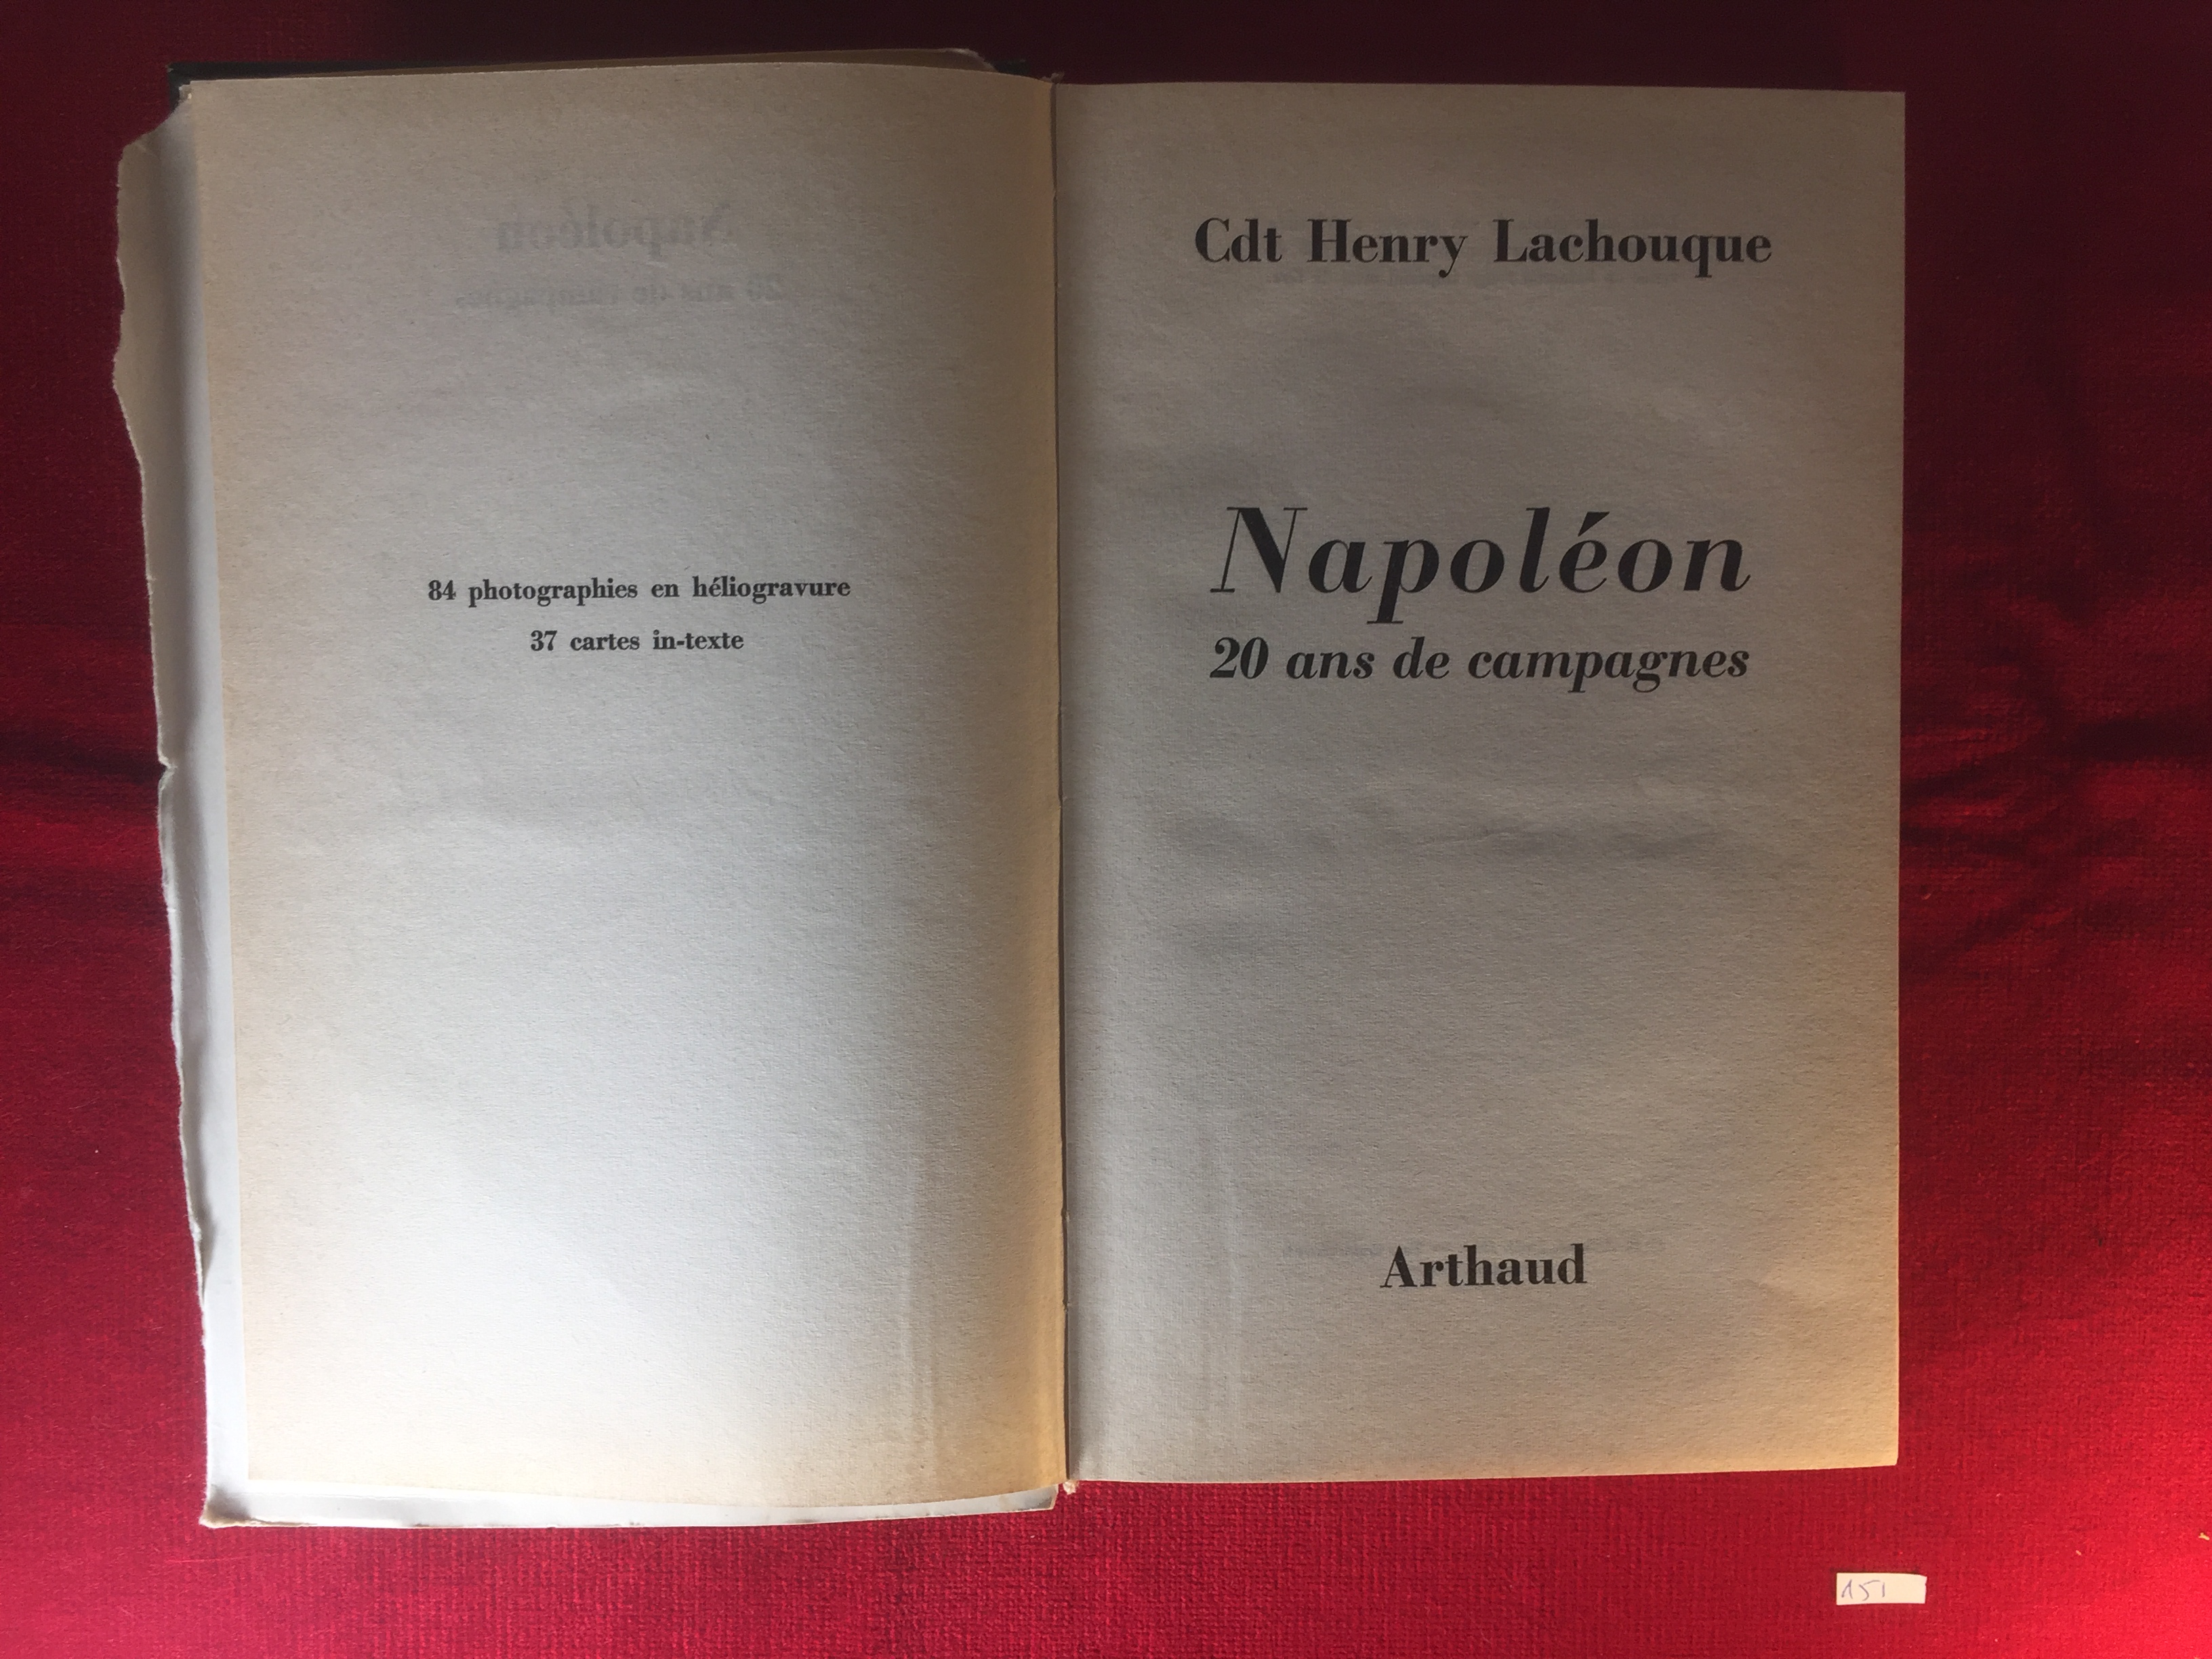 84 photographies en héliogravure
37 cartes in-texte
Cdt Henry Lachouque
Napoléon
20 ans de campagnes
Arthaud
151